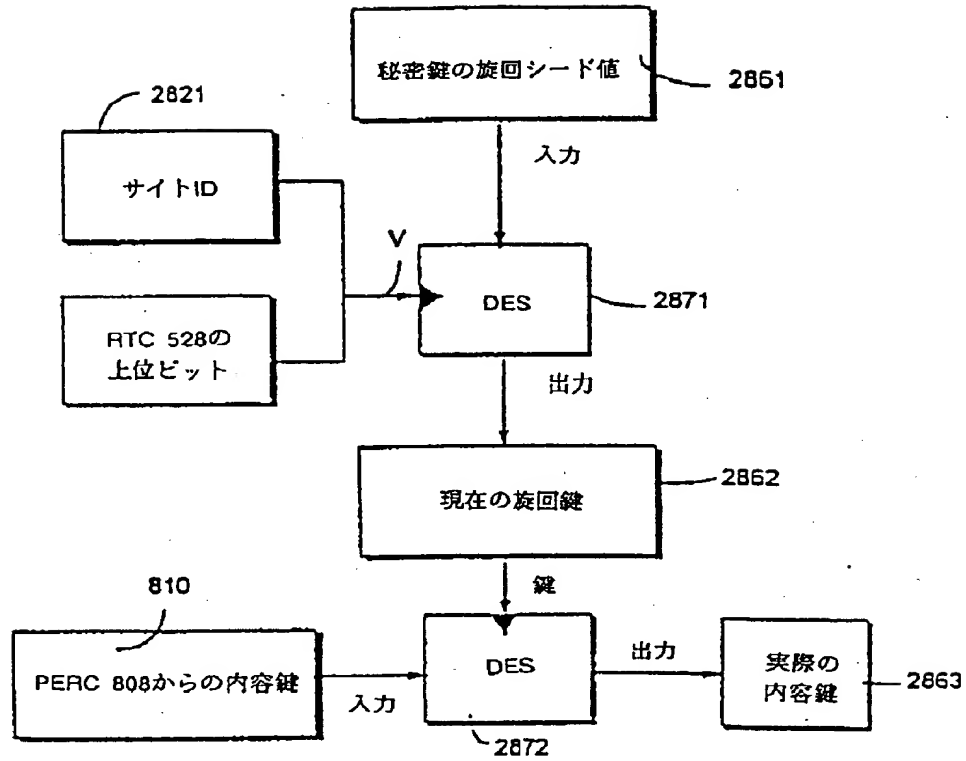 秘密鍵の旋回シード値
2861
2821
入力
サイトID
V
DES
2871
RTC 528の
上位ビット
出力
現在の旋回鍵
2862
810
鍵
PERC 808からの内容鍵
入力
DES
出力
実際の
内容鍵
2863
2872